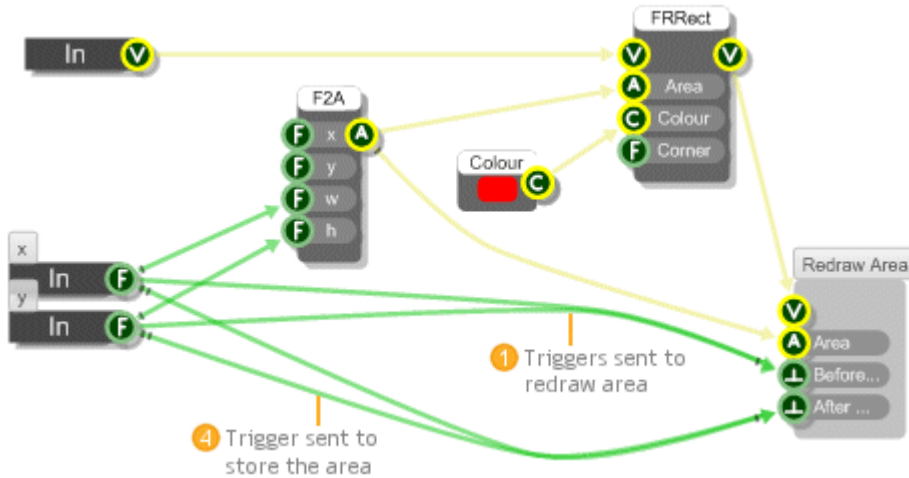 FRRect
In V
V V
F2A
A Area
F x A
C Colour
F y
Colour
F Corner
F w
C
F h
x
In F
Redraw Area
y
V
In F
A Area
1 Triggers sent to
redraw area
Before...
After ...
4 Trigger sent to
store the area